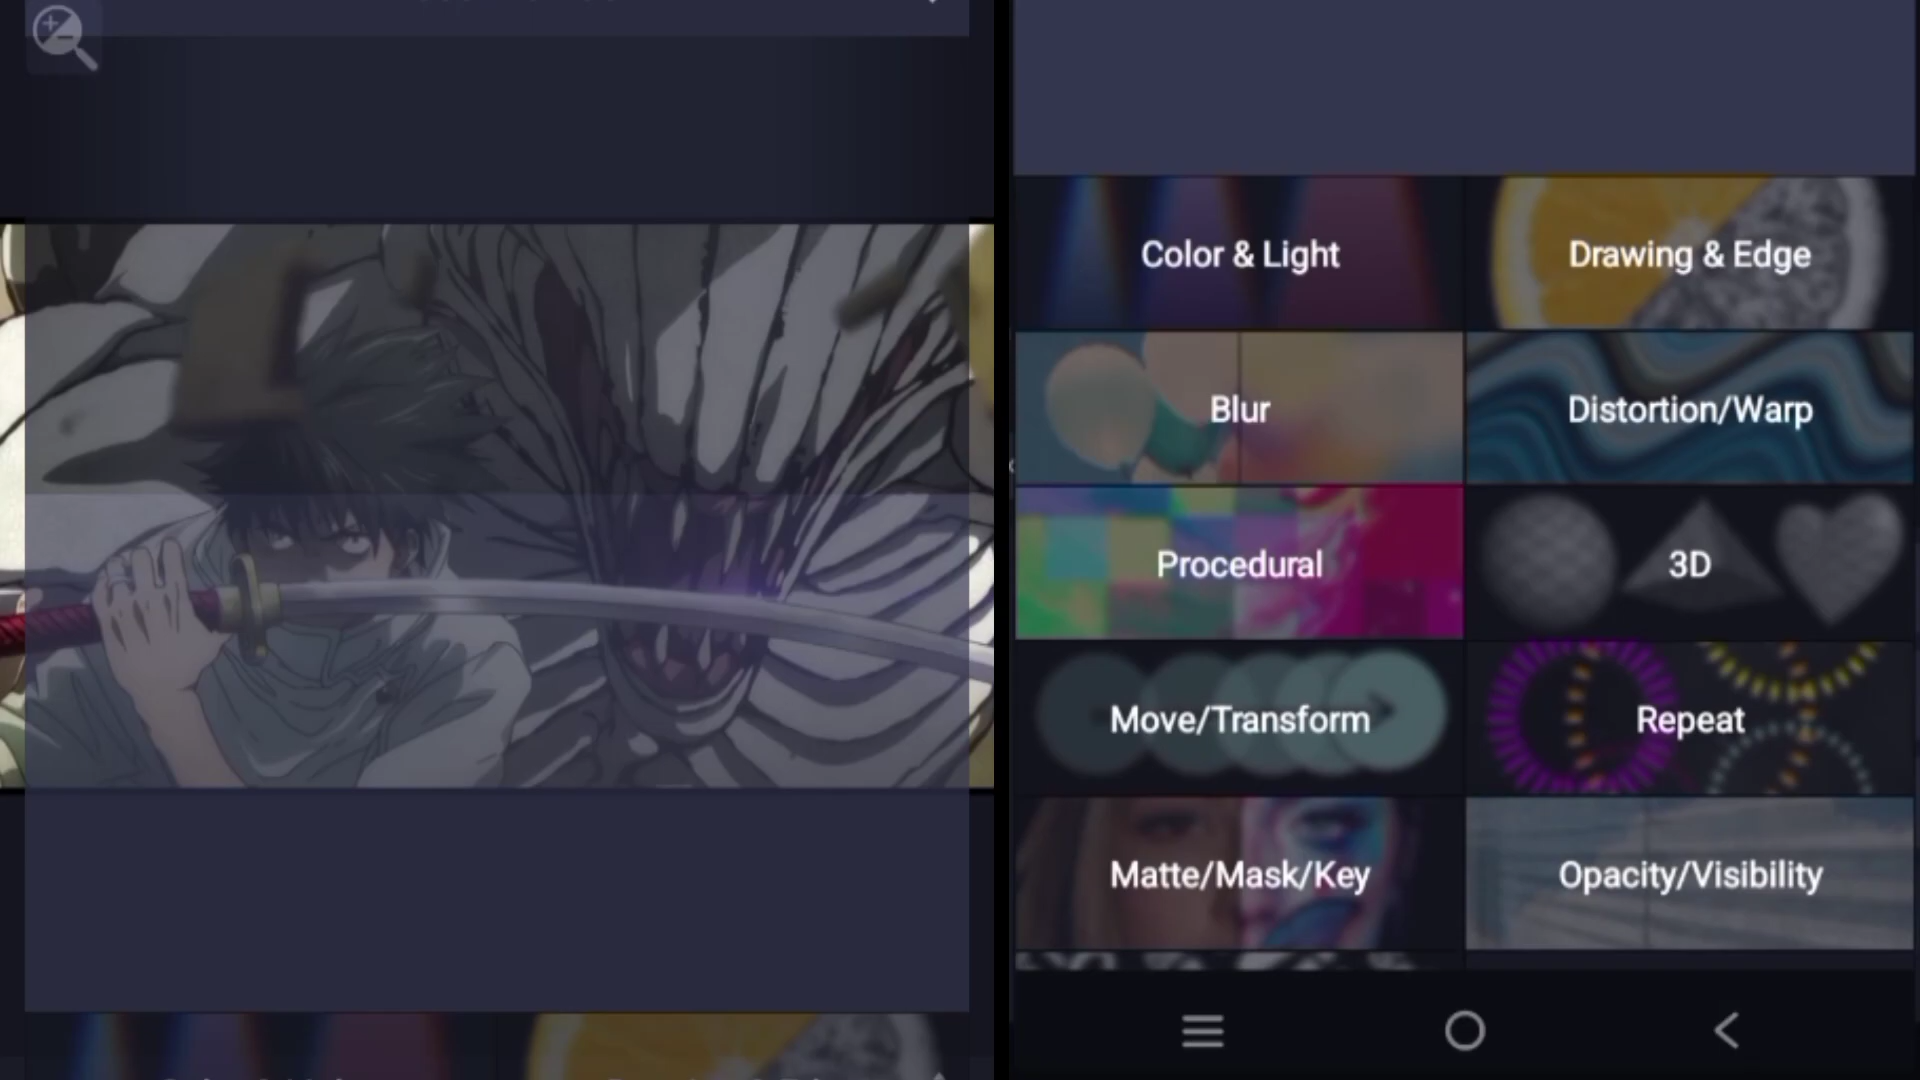 Color & Light
Drawing & Edge
Blur
Distortion/Warp
Procedural
3D
Move/Transform
Repeat
Matte/Mask/Key
Opacity/Visibility